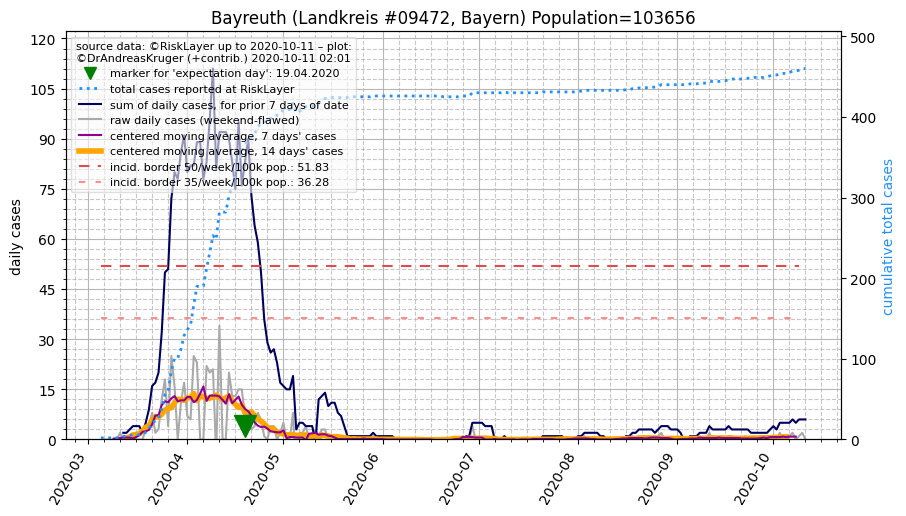 Bayreuth (Landkreis #09472, Bayern) Population=103656
source data: ©RiskLayer up to 2020-10-11 – plot:
©DrAndreasKruger (+contrib.) 2020-10-11 02:01
marker for 'expectation day': 19.04.2020
total cases reported at RiskLayer
sum of daily cases, for prior 7 days of date
raw daily cases (weekend-flawed)
centered moving average, 7 days' cases
centered moving average, 14 days' cases
incid. border 50/week/100k pop.: 51.83
incid. border 35/week/100k pop.: 36.28
daily cases
120
105
90
75
60
45
30
15
0
cumulative total cases
500
400
300
200
100
0
2020-03
2020-04
2020-05
2020-06
2020-07
2020-08
2020-09
2020-10